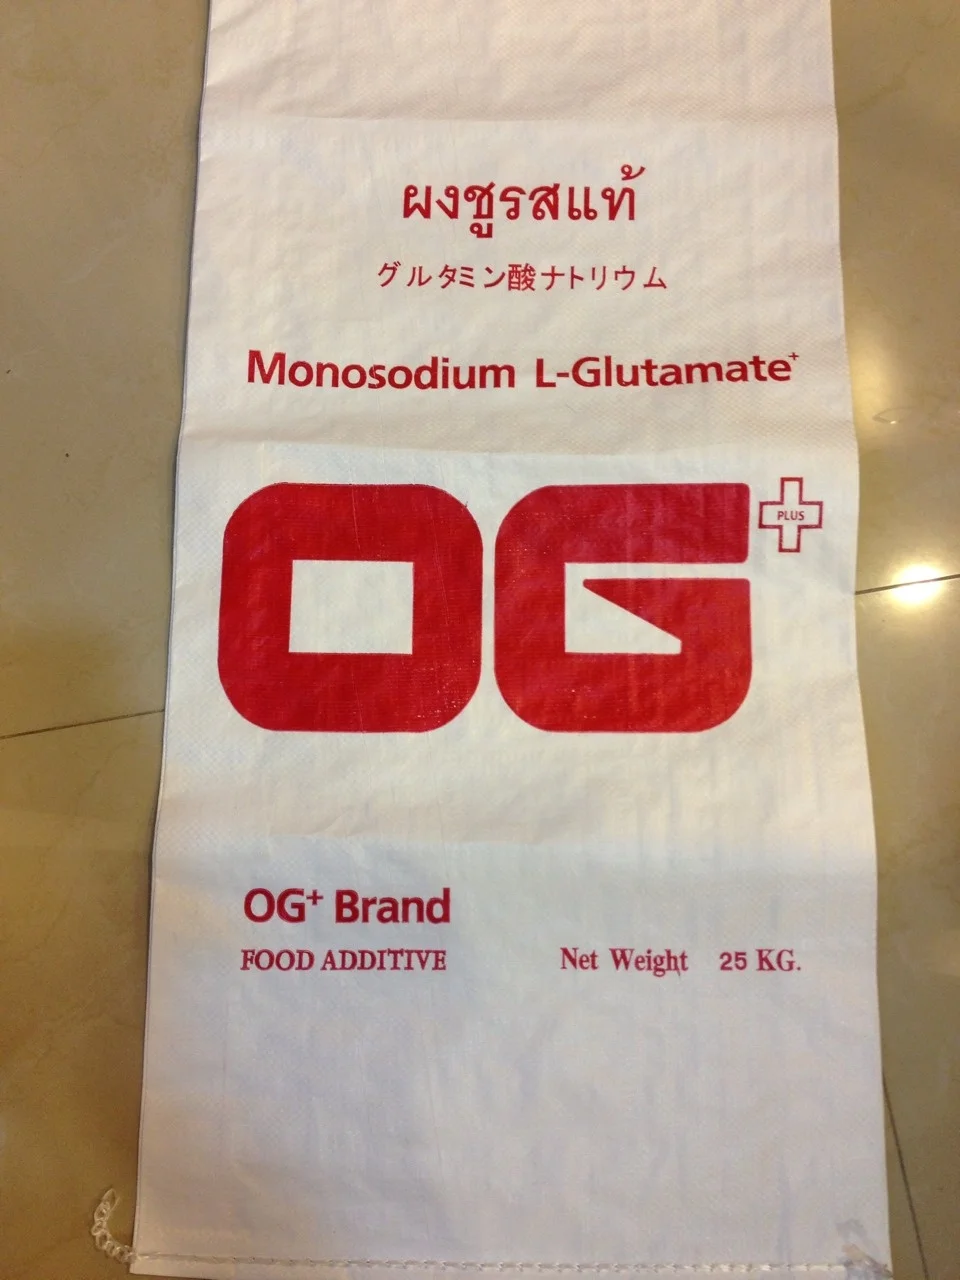 ผงชูรสแท้
グルタミン酸ナトリウム
Monosodium L-Glutamate+
OG PLUS
OG+ Brand
FOOD ADDITIVE Net Weight 25 KG.